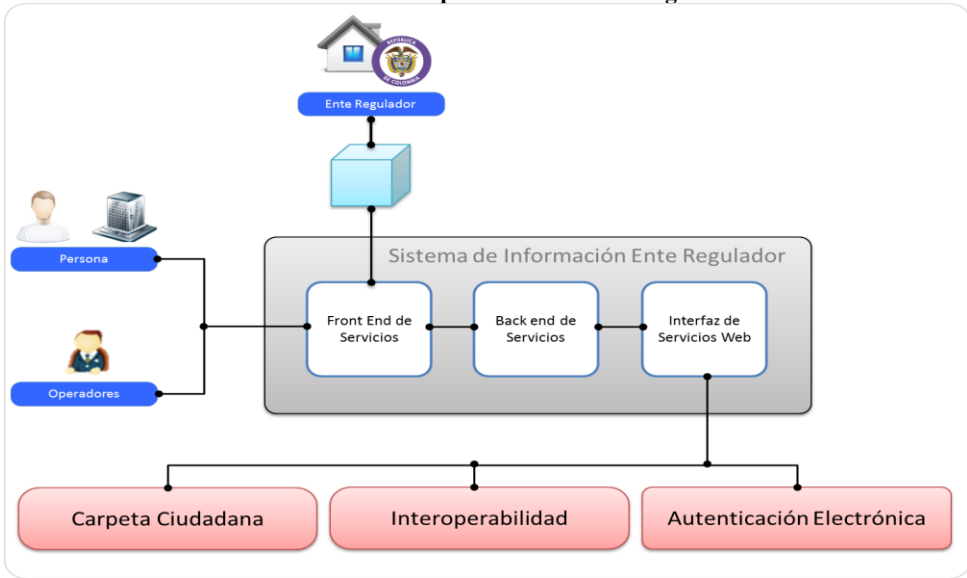 Ente Regulador
Persona
Sistema de Información Ente Regulador
Front End de
Servicios
Back end de
Servicios
Interfaz de
Servicios Web
Operadores
Carpeta Ciudadana
Interoperabilidad
Autenticación Electrónica